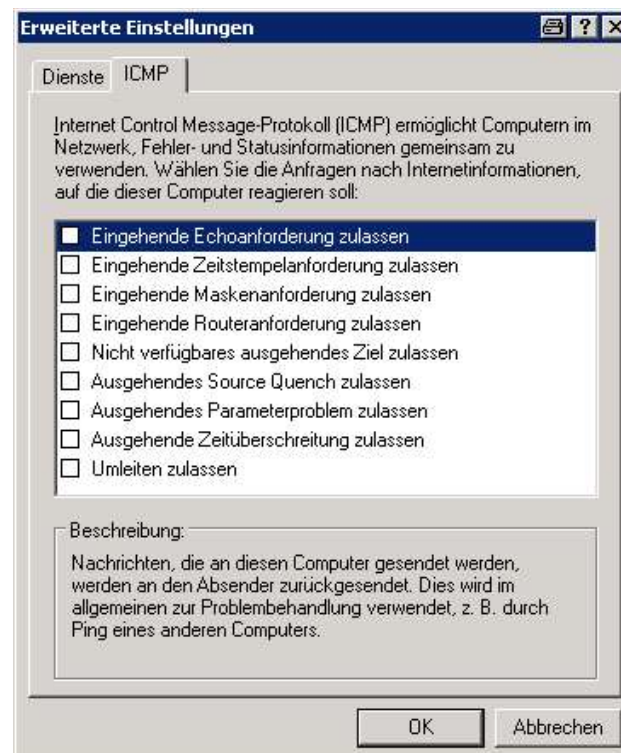 Erweiterte Einstellungen
Dienste
ICMP
Internet Control Message-Protokoll (ICMP) ermöglicht Computern im
Netzwerk, Fehler- und Statusinformationen gemeinsam zu
verwenden. Wählen Sie die Anfragen nach Internetinformationen,
auf die dieser Computer reagieren soll:
Eingehende Echoanforderung zulassen
Eingehende Zeitstempelanforderung zulassen
Eingehende Maskenanforderung zulassen
Eingehende Routeranforderung zulassen
Nicht verfügbares ausgehendes Ziel zulassen
Ausgehendes Source Quench zulassen
Ausgehendes Parameterproblem zulassen
Ausgehende Zeitüberschreitung zulassen
Umleiten zulassen
Beschreibung:
Nachrichten, die an diesen Computer gesendet werden,
werden an den Absender zurückgesendet. Dies wird im
allgemeinen zur Problembehandlung verwendet, z. B. durch
Ping eines anderen Computers.
OK
Abbrechen